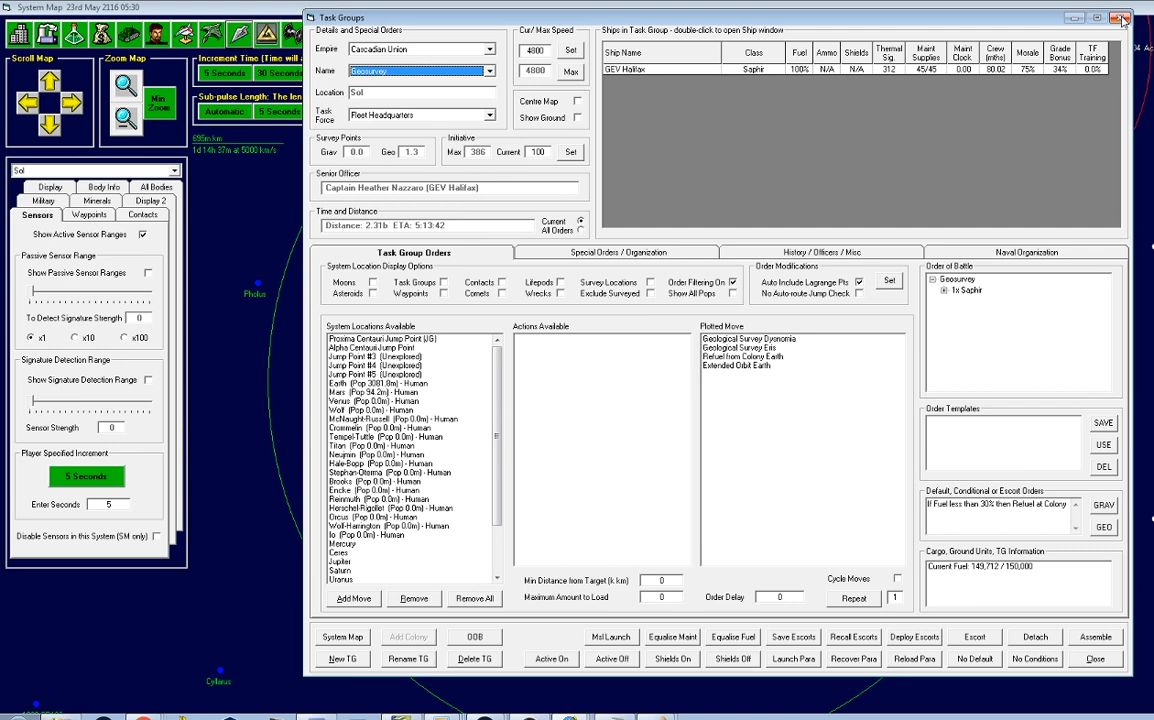 System Map 23rd May 2116 05:30
Task Groups
Scroll Map
Zoom Map
Min
Zoom
Increment Time (Time will a
5 Seconds
30 Secon
Sub-pulse Length: The len
Automatic
5 Second
695m km
1d 14h 37m at 5000 km/s
Sol
Display
Body Info
All Bodies
Military
Minerals
Display 2
Sensors
Waypoints
Contacts
Show Active Sensor Ranges
Passive Sensor Range
Show Passive Sensor Ranges
To Detect Signature Strength
0
x1
x10
x100
Signature Detection Range
Show Signature Detection Range
Sensor Strength
0
Player Specified Increment
5 Seconds
Enter Seconds
5
Disable Sensors in this System (SM only)
Pholus
Cyllarus
Details and Special Orders
Empire
Cascadian Union
Name
Geosurvey
Location
Sol
Task
Force
Fleet Headquarters
Survey Points
Grav
0.0
Geo
1.3
Initiative
Max
386
Current
100
Set
Senior Officer
Captain Heather Nazzaro (GEV Halifax)
Time and Distance
Distance: 2.31b ETA: 5:13:42
Current
All Orders
Cur/ Max Speed
4800
Set
4800
Max
Centre Map
Show Ground
Ships in Task Group - double-click to open Ship window
Ship Name
Class
Fuel
Ammo
Shields
Thermal
Sig.
Maint
Supplies
Maint
Clock
Crew
(mths)
Morale
Grade
Bonus
TF
Training
GEV Halifax
Saphir
100%
N/A
N/A
312
45/45
0.00
80.02
75%
34%
0.0%
Task Group Orders
Special Orders / Organization
History / Officers / Misc
Naval Organization
System Location Display Options
Moons
Task Groups
Contacts
Lifepods
Survey Locations
Order Filtering On
Asteroids
Waypoints
Comets
Wrecks
Exclude Surveyed
Show All Pops
Order Modifications
Auto Include Lagrange Pts
No Auto-route Jump Check
Set
System Locations Available
Proxima Centauri Jump Point (JG)
Alpha Centauri Jump Point
Jump Point #3 (Unexplored)
Jump Point #4 (Unexplored)
Jump Point #5 (Unexplored)
Earth (Pop 3081.8m) - Human
Mars (Pop 94.2m) - Human
Venus (Pop 0.0m) - Human
Wolf (Pop 0.0m) - Human
McNaught-Russell (Pop 0.0m) - Human
Crommelin (Pop 0.0m) - Human
Tempel-Tuttle (Pop 0.0m) - Human
Titan (Pop 0.0m) - Human
Neujmin (Pop 0.0m) - Human
Hale-Bopp (Pop 0.0m) - Human
Stephan-Oterma (Pop 0.0m) - Human
Brooks (Pop 0.0m) - Human
Encke (Pop 0.0m) - Human
Reinmuth (Pop 0.0m) - Human
Herschel-Rigollet (Pop 0.0m) - Human
Orcus (Pop 0.0m) - Human
Wolf-Harrington (Pop 0.0m) - Human
Io (Pop 0.0m) - Human
Mercury
Ceres
Jupiter
Saturn
Uranus
Actions Available
Plotted Move
Geological Survey Dysnomia
Geological Survey Eris
Refuel from Colony Earth
Extended Orbit Earth
Min Distance from Target (k km)
0
Maximum Amount to Load
0
Order Delay
0
Cycle Moves
Add Move
Remove
Remove All
Repeat
1
Order of Battle
Geosurvey
1x Saphir
Order Templates
SAVE
USE
DEL
Default, Conditional or Escort Orders
If Fuel less than 30% then Refuel at Colony
GRAV
GEO
Cargo, Ground Units, TG Information
Current Fuel: 149,712 / 150,000
System Map
Add Colony
OOB
Msl Launch
Equalise Maint
Equalise Fuel
Save Escorts
Recall Escorts
Deploy Escorts
Escort
Detach
Assemble
New TG
Rename TG
Delete TG
Active On
Active Off
Shields On
Shields Off
Launch Para
Recover Para
Reload Para
No Default
No Conditions
Close